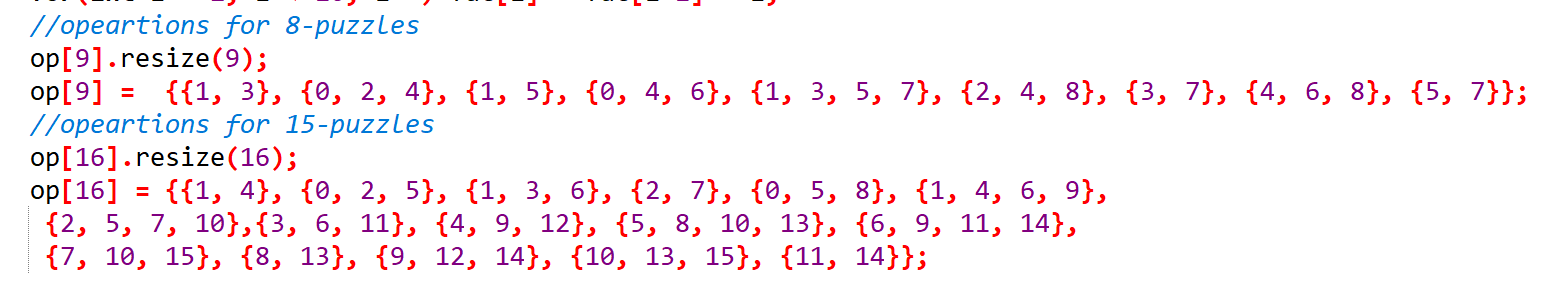 //opeartions for 8-puzzles
op[9].resize(9);
op[9] =  {{1, 3}, {0, 2, 4}, {1, 5}, {0, 4, 6}, {1, 3, 5, 7}, {2, 4, 8}, {3, 7}, {4, 6, 8}, {5, 7}};
//opeartions for 15-puzzles
op[16].resize(16);
op[16] = {{1, 4}, {0, 2, 5}, {1, 3, 6}, {2, 7}, {0, 5, 8}, {1, 4, 6, 9},
{2, 5, 7, 10},{3, 6, 11}, {4, 9, 12}, {5, 8, 10, 13}, {6, 9, 11, 14},
{7, 10, 15}, {8, 13}, {9, 12, 14}, {10, 13, 15}, {11, 14}};